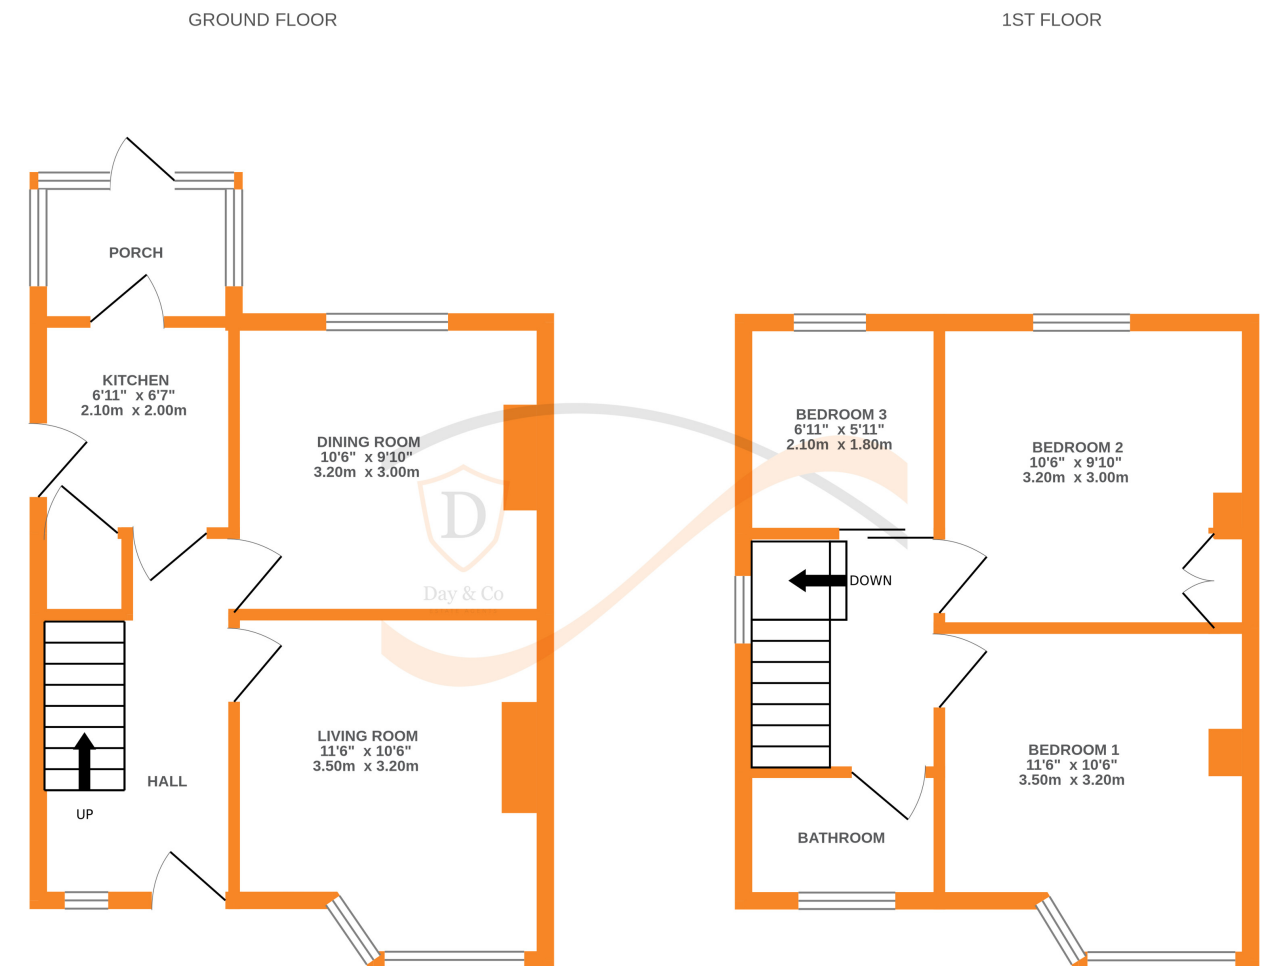 GROUND FLOOR
1ST FLOOR
PORCH
KITCHEN
6'11" x 6'7"
2.10m x 2.00m
DINING ROOM
10'6" x 9'10"
3.20m x 3.00m
LIVING ROOM
11'6" x 10'6"
3.50m x 3.20m
HALL
UP
D
Day & Co
BEDROOM 3
6'11" x 5'11"
2.10m x 1.80m
BEDROOM 2
10'6" x 9'10"
3.20m x 3.00m
DOWN
BEDROOM 1
11'6" x 10'6"
3.50m x 3.20m
BATHROOM